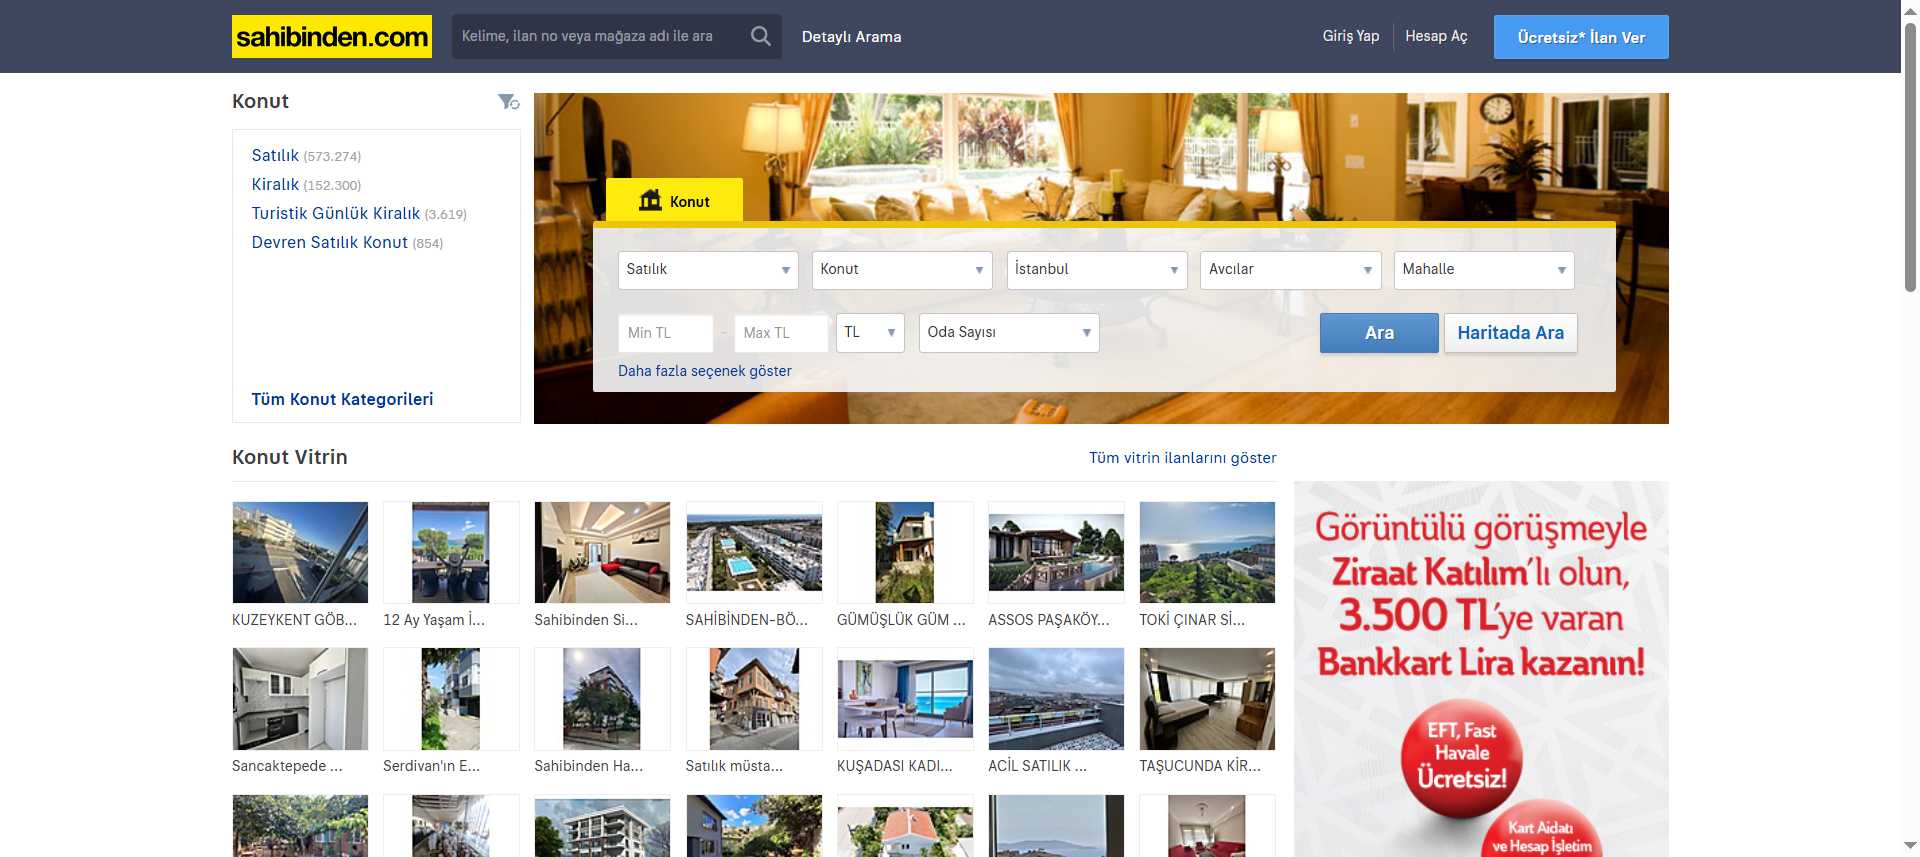 sahibinden.com
Kelime, ilan no veya mağaza adı ile ara
Detaylı Arama
Giriş Yap
Hesap Aç
Ücretsiz* İlan Ver
Konut
Satılık (573.274)
Kiralık (152.300)
Turistik Günlük Kiralık (3.619)
Devren Satılık Konut (854)
Tüm Konut Kategorileri
Konut
Satılık
Konut
İstanbul
Avcılar
Mahalle
Min TL
-
Max TL
TL
Oda Sayısı
Ara
Haritada Ara
Daha fazla seçenek göster
Konut Vitrin
Tüm vitrin ilanlarını göster
KUZEYKENT GÖB...
12 Ay Yaşam İ...
Sahibinden Si...
SAHİBİNDEN-BÖ...
GÜMÜŞLÜK GÜM ...
ASSOS PAŞAKÖY...
TOKİ ÇINAR Sİ...
Sancaktepede ...
Serdivan'ın E...
Sahibinden Ha...
Satılık müsta...
KUŞADASI KADI...
ACİL SATILIK ...
TAŞUCUNDA KİR...
Görüntülü görüşmeyle
Ziraat Katılım'lı olun,
3.500 TL'ye varan
Bankkart Lira kazanın!
EFT, Fast
Havale
Ücretsiz!
Kart Aidatı
ve Hesap İşletim